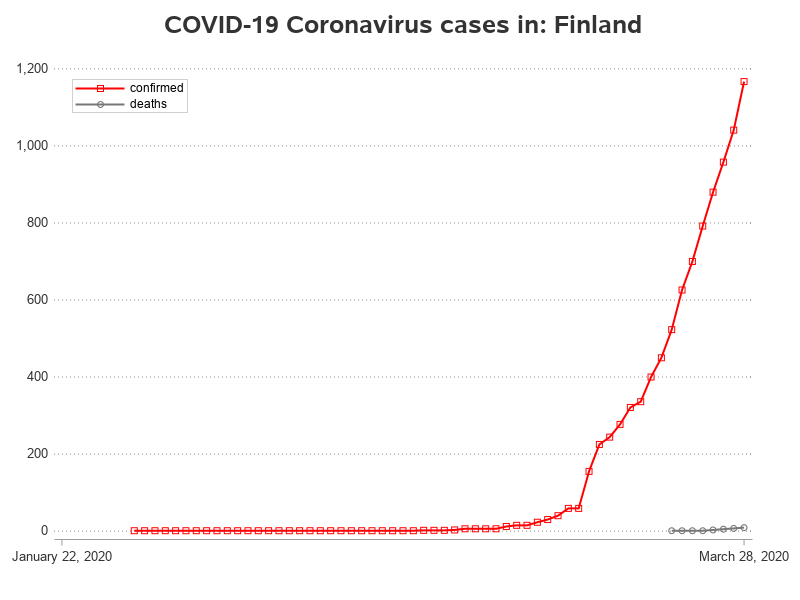 COVID-19 Coronavirus cases in: Finland
1,200
confirmed
deaths
1,000
800
600
400
200
0
January 22, 2020
March 28, 2020